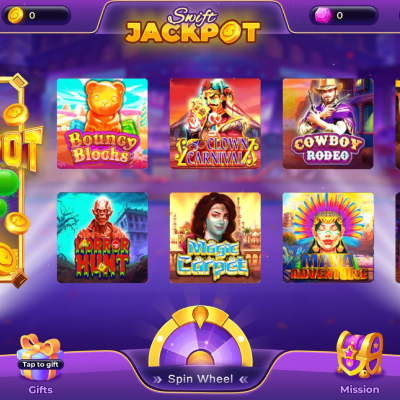 0
Swift
0
JACKPOT
POT
Bouncy
Blocks
CLOWN
CARNIVAL
COWBOY
RODEO
HORROR
HUNT
Magic
Carpet
MAYA
ADVENTURE
Tap to gift
Gifts
» Spin Wheel «
Mission